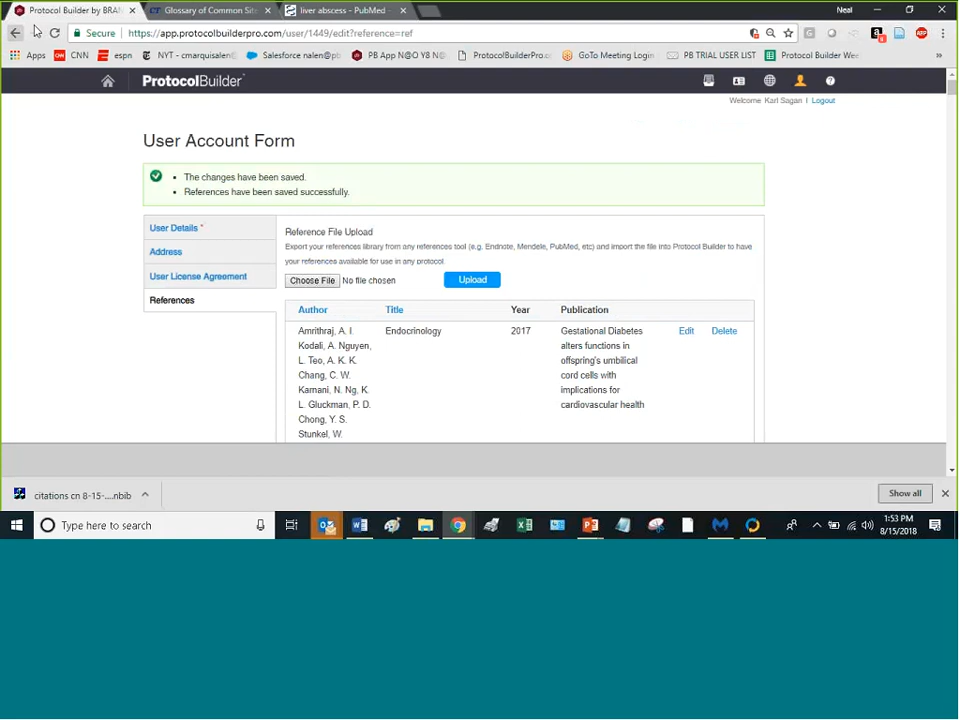 Protocol Builder by BRAN
Glossary of Common Site
liver abscess - PubMed -
Neal
Secure
https://app.protocolbuilderpro.com/user/1449/edit?reference=ref
Apps
CNN
espn
NYT - cmarquisalen@
Salesforce nalen@pc
PB App N@O Y8 N@
ProtocolBuilderPro.c
GoTo Meeting Login
PB TRIAL USER LIST
Protocol Builder Wee
»
ProtocolBuilder
Welcome Karl Sagan | Logout
User Account Form
• The changes have been saved.
• References have been saved successfully.
User Details *
Address
User License Agreement
References
Reference File Upload
Export your references library from any references tool (e.g. Endnote, Mendele, PubMed, etc) and import the file into Protocol Builder to have
your references available for use in any protocol.
Choose File No file chosen
Upload
Author Title Year Publication
Amrithraj, A. I. Endocrinology 2017 Gestational Diabetes Edit Delete
Kodali, A. Nguyen, alters functions in
L. Teo, A. K. K. offspring's umbilical
Chang, C. W. cord cells with
Karnani, N. Ng, K. implications for
L. Gluckman, P. D. cardiovascular health
Chong, Y. S.
Stunkel, W.
citations cn 8-15-....nbib
Show all
Type here to search
1:53 PM
8/15/2018